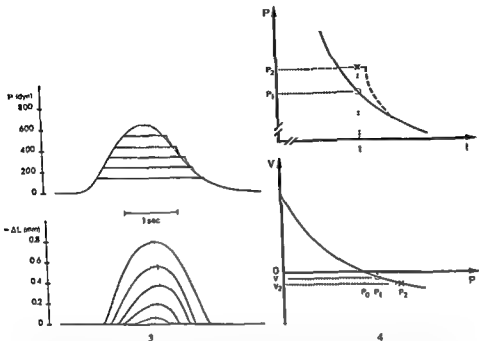 P (dyn)
800
600
400
200
0
1 sec
- ΔL (mm)
0.8
0.6
0.4
0.2
0
3
P
P₂
P₁
t
t
V
0
V
V₂
P₀ P₁ P₂
P
4